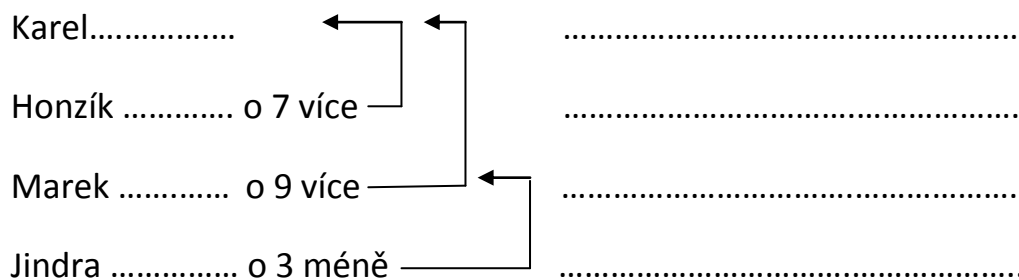 Karel….………….… ……………………………………….……………………..
Honzík …………. o 7 více ……………………………………….…………………….
Marek ….……… o 9 více ……………………………………….…………………….
Jindra …………… o 3 méně ……………………………………………………………..